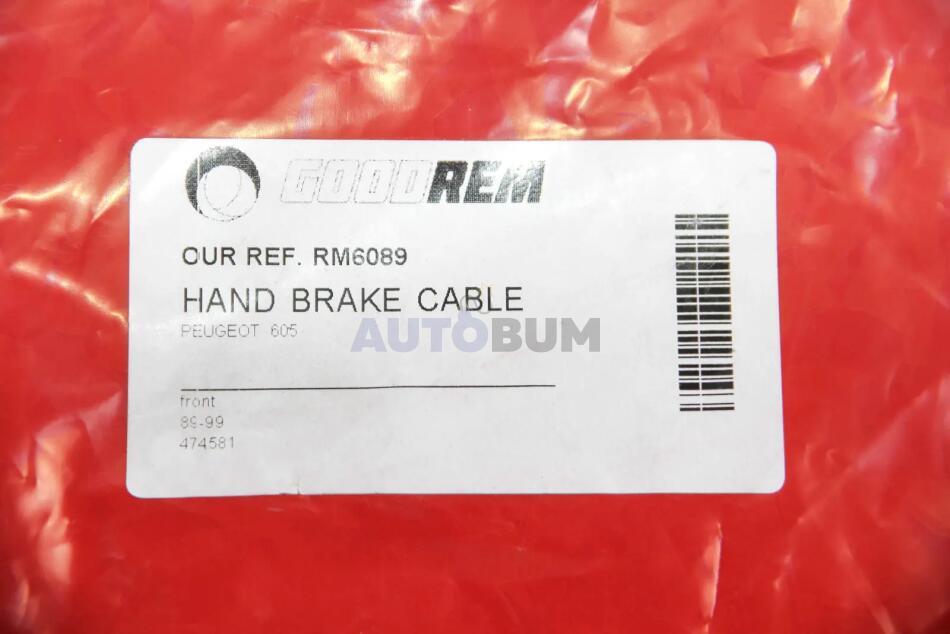 GOODREM
OUR REF. RM6089
HAND BRAKE CABLE
PEUGEOT 605
AUTOBUM
front
89-99
474581